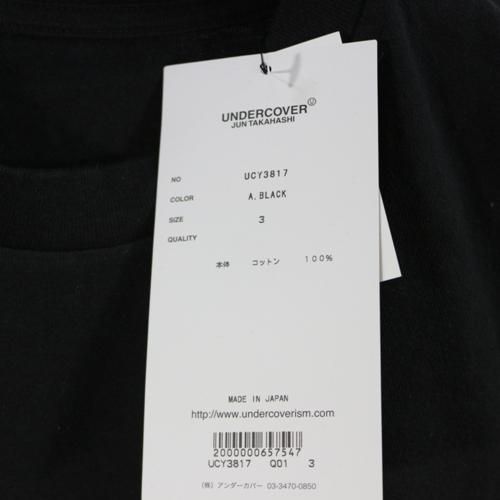 UNDERCOVER Ⓤ
JUN TAKAHASHI
NO UCY3817
COLOR A.BLACK
SIZE 3
QUALITY
本体 コットン 100%
MADE IN JAPAN
http://www.undercoverism.com/
2000000657547
UCY3817 Q01 3
(株) アンダーカバー 03-3470-0850